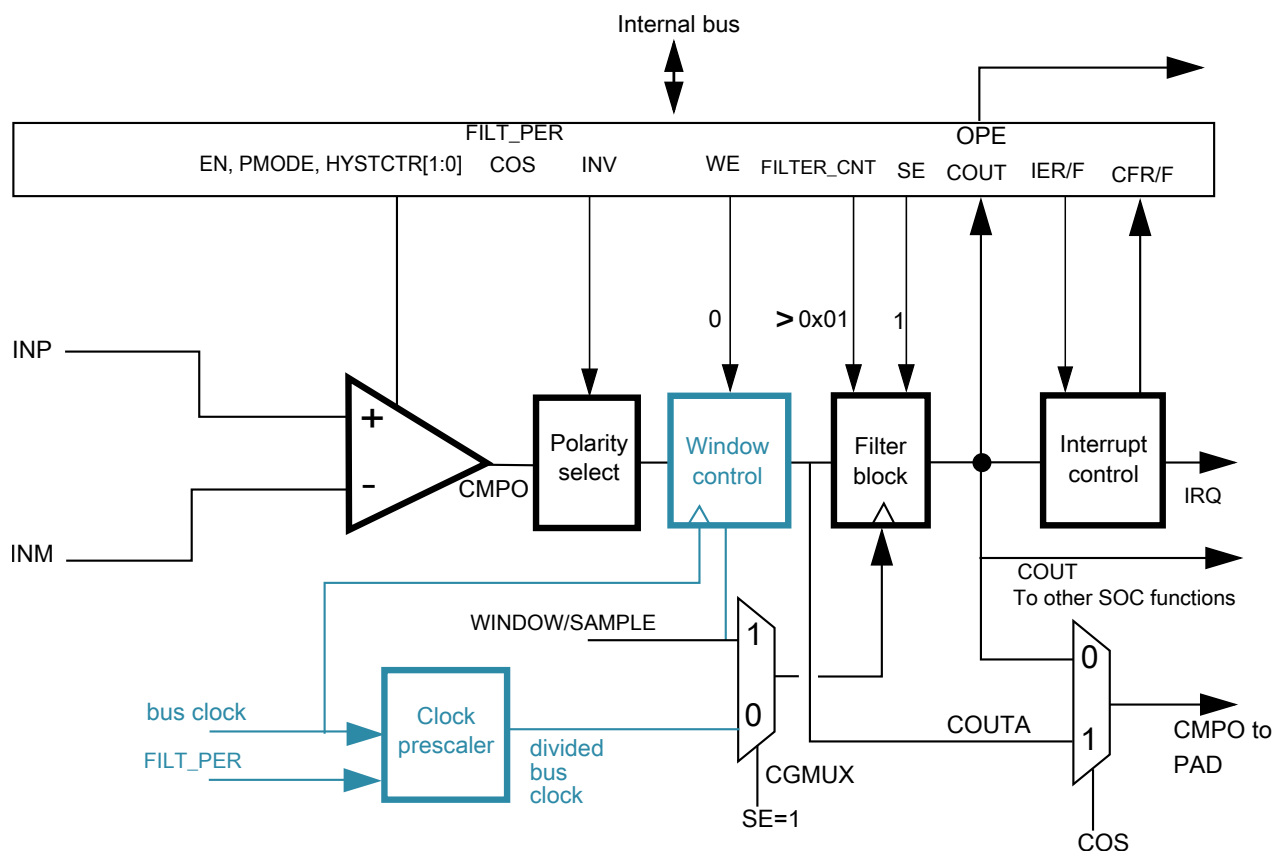 Internal bus
FILT_PER
OPE
EN, PMODE, HYSTCTR[1:0]
COS
INV
WE
FILTER_CNT
SE
COUT
IER/F
CFR/F
0
> 0x01
1
INP
+
-
INM
CMPO
Polarity
select
Window
control
Filter
block
Interrupt
control
IRQ
COUT
To other SOC functions
WINDOW/SAMPLE
1
0
0
1
bus clock
FILT_PER
Clock
prescaler
divided
bus
clock
CGMUX
SE=1
COUTA
CMPO to
PAD
COS